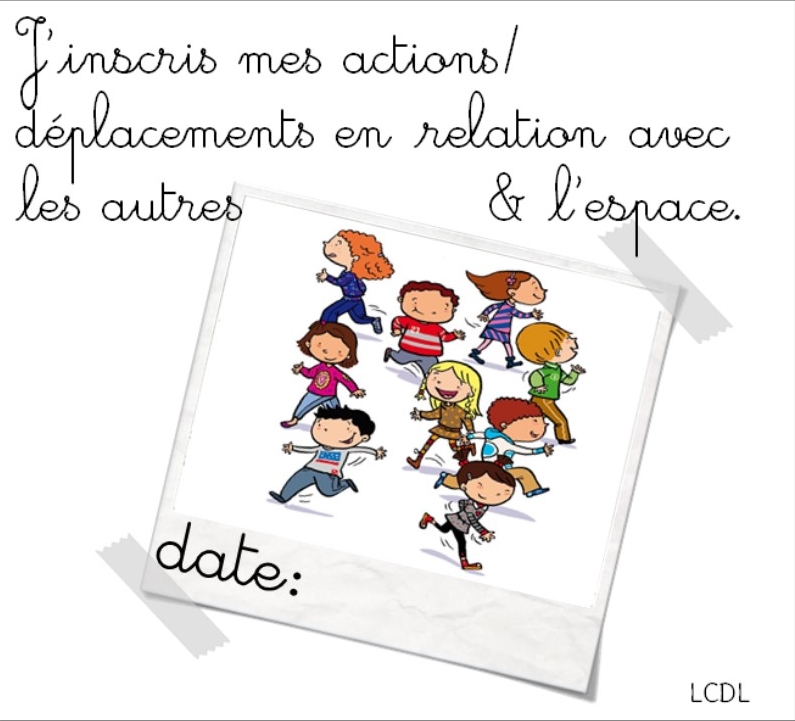 J'inscris mes actions/
déplacements en relation avec
les autres & l'espace.
date:
LCDL